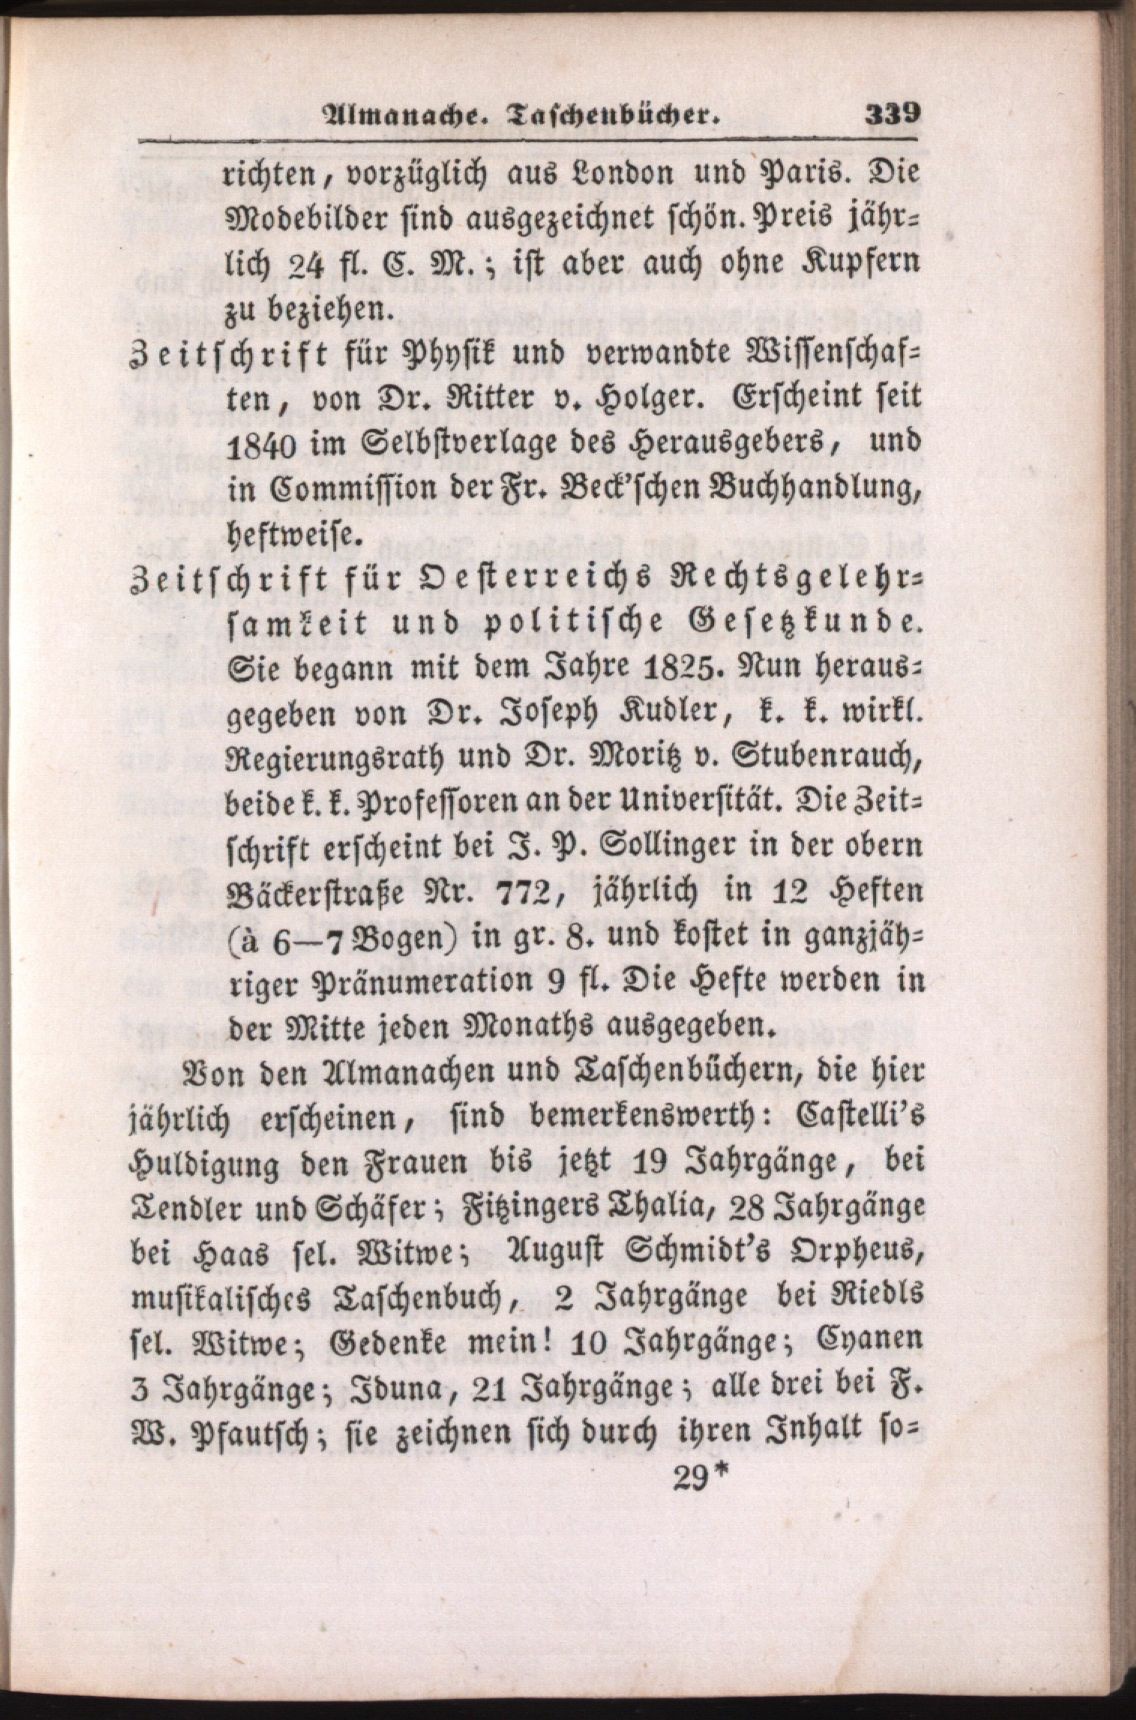 Almanache. Taschenbücher. 339
richten, vorzüglich aus London und Paris. Die
Modebilder sind ausgezeichnet schön. Preis jähr-
lich 24 fl. C. M.; ist aber auch ohne Kupfern
zu beziehen.
Zeitschrift für Physik und verwandte Wissenschaf-
ten, von Dr. Ritter v. Holger. Erscheint seit
1840 im Selbstverlage des Herausgebers, und
in Commission der Fr. Beck'schen Buchhandlung,
heftweise.
Zeitschrift für Oesterreichs Rechtsgelehr-
samkeit und politische Gesetzkunde.
Sie begann mit dem Jahre 1825. Nun heraus-
gegeben von Dr. Joseph Kudler, k. k. wirkl.
Regierungsrath und Dr. Moritz v. Stubenrauch,
beide k. k. Professoren an der Universität. Die Zeit-
schrift erscheint bei J. P. Sollinger in der obern
Bäckerstraße Nr. 772, jährlich in 12 Heften
(à 6—7 Bogen) in gr. 8. und kostet in ganzjäh-
riger Pränumeration 9 fl. Die Hefte werden in
der Mitte jeden Monaths ausgegeben.
Von den Almanachen und Taschenbüchern, die hier
jährlich erscheinen, sind bemerkenswerth: Castelli's
Huldigung den Frauen bis jetzt 19 Jahrgänge, bei
Tendler und Schäfer; Fitzingers Thalia, 28 Jahrgänge
bei Haas sel. Witwe; August Schmidt's Orpheus,
musikalisches Taschenbuch, 2 Jahrgänge bei Riedls
sel. Witwe; Gedenke mein! 10 Jahrgänge; Cyanen
3 Jahrgänge; Iduna, 21 Jahrgänge; alle drei bei F.
W. Pfautsch; sie zeichnen sich durch ihren Inhalt so-
29*